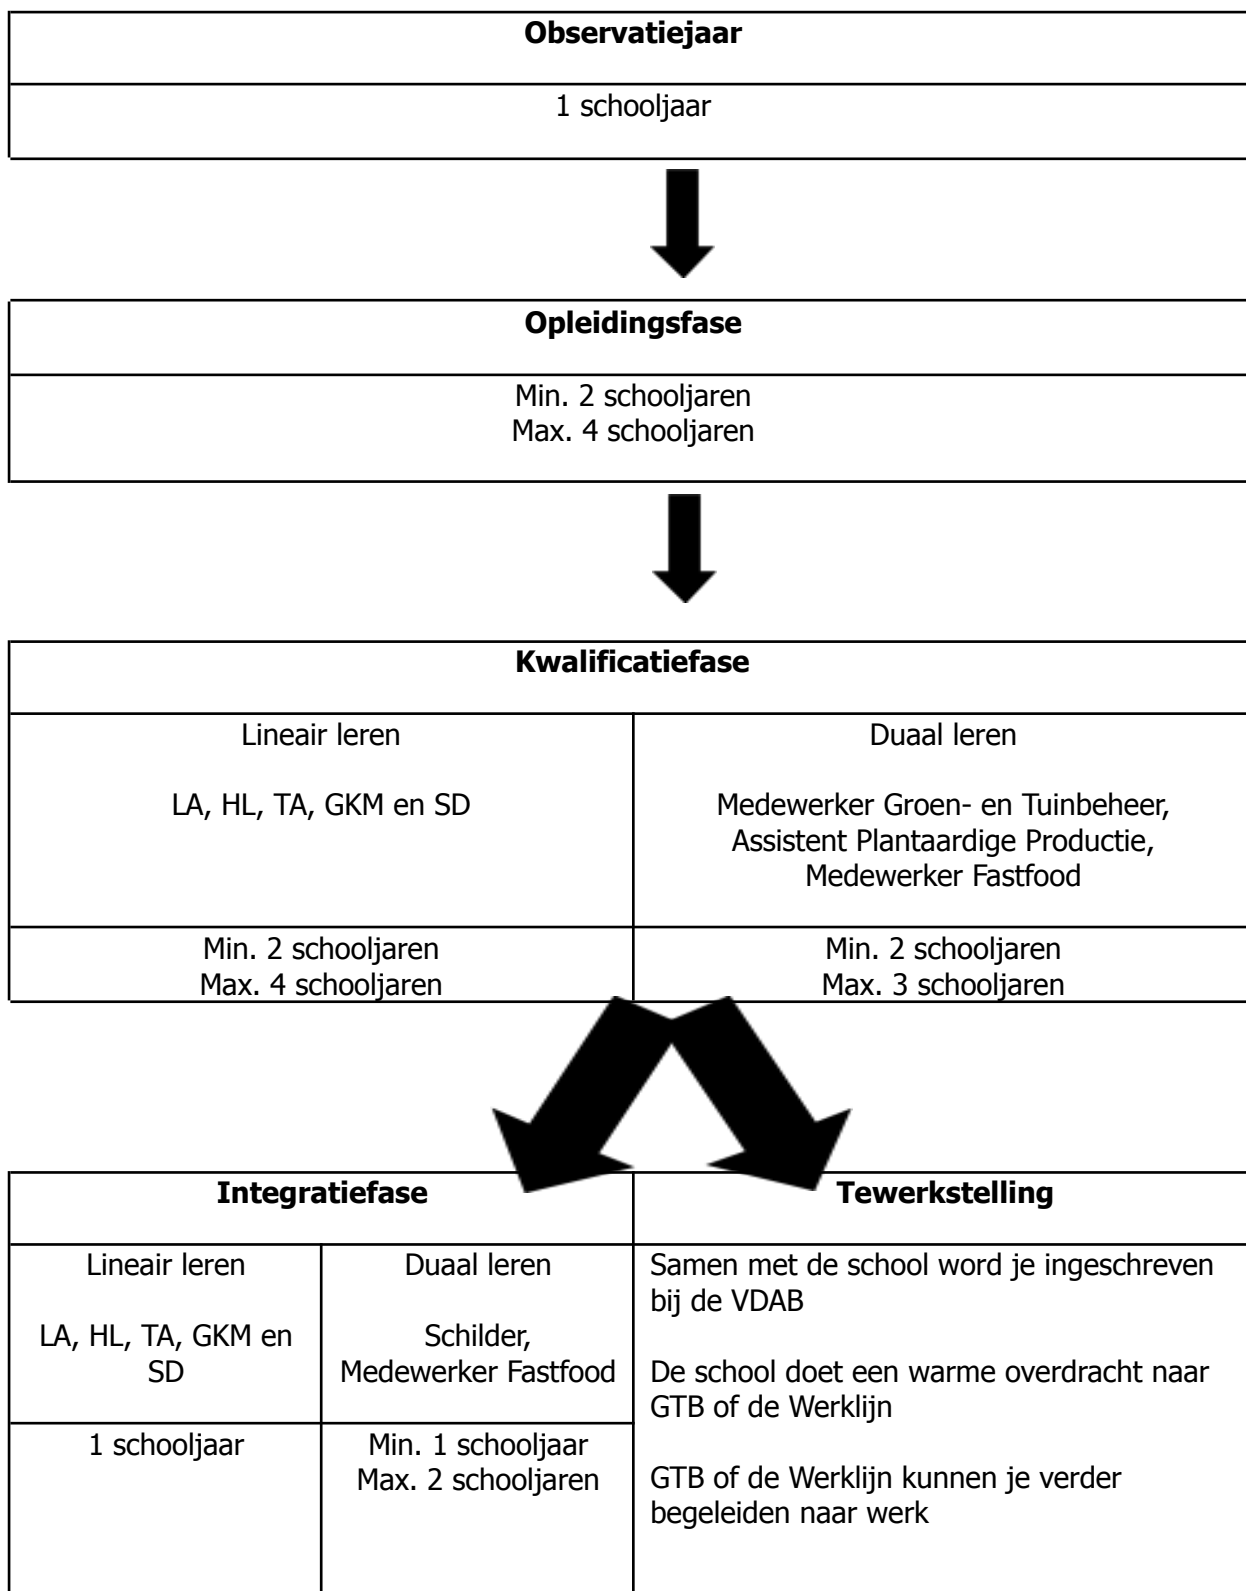 Observatiejaar
1 schooljaar
Opleidingsfase
Min. 2 schooljaren
Max. 4 schooljaren
Kwalificatiefase
Lineair leren
LA, HL, TA, GKM en SD
Min. 2 schooljaren
Max. 4 schooljaren
Duaal leren
Medewerker Groen- en Tuinbeheer,
Assistent Plantaardige Productie,
Medewerker Fastfood
Min. 2 schooljaren
Max. 3 schooljaren
Integratiefase
Lineair leren
LA, HL, TA, GKM en
SD
1 schooljaar
Duaal leren
Schilder,
Medewerker Fastfood
Min. 1 schooljaar
Max. 2 schooljaren
Tewerkstelling
Samen met de school word je ingeschreven
bij de VDAB
De school doet een warme overdracht naar
GTB of de Werklijn
GTB of de Werklijn kunnen je verder
begeleiden naar werk